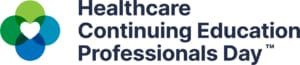 Healthcare
Continuing Education
Professionals Day™